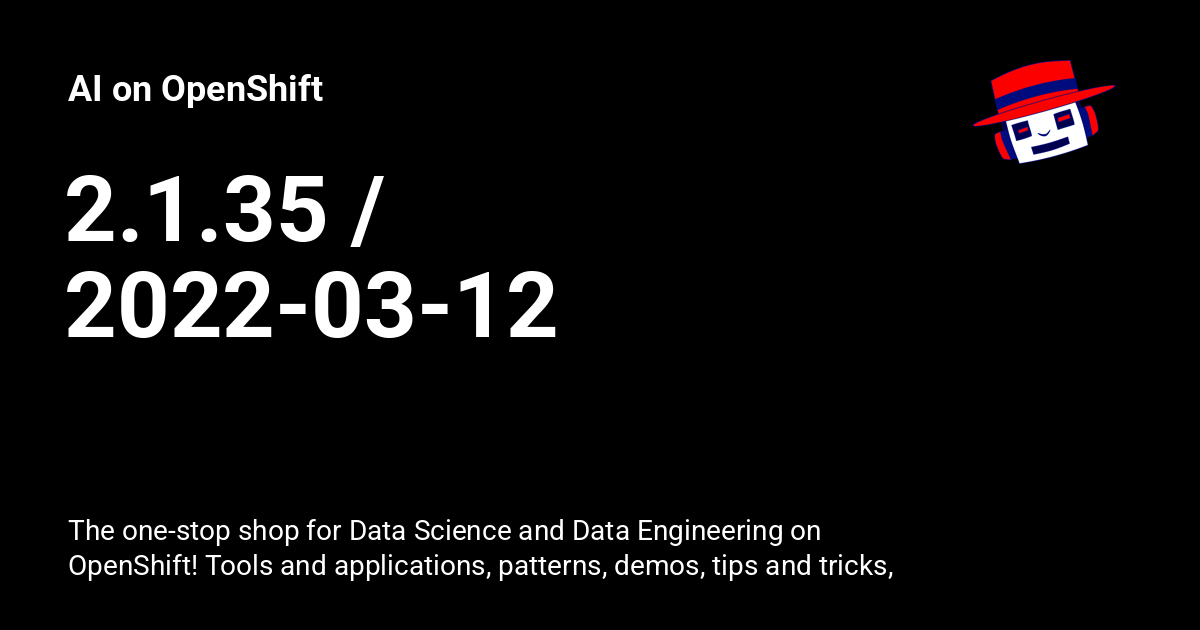 AI on OpenShift
2.1.35 /
2022-03-12
The one-stop shop for Data Science and Data Engineering on
OpenShift! Tools and applications, patterns, demos, tips and tricks,